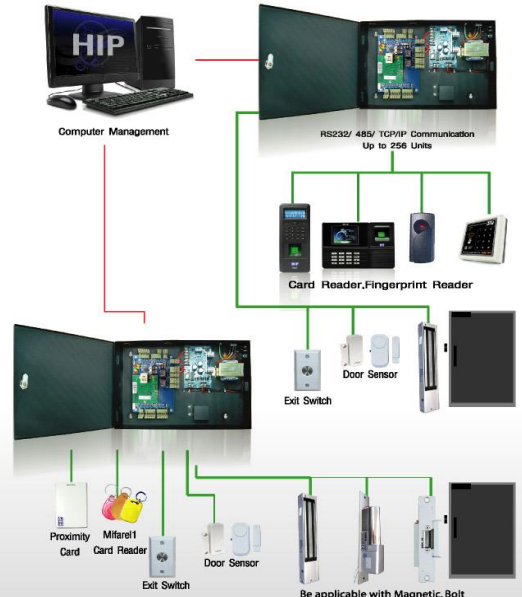 HIP
Computer Management
RS232/ 485/ TCP/IP Communication
Up to 256 Units
Card Reader,Fingerprint Reader
Door Sensor
Exit Switch
Proximity
Card
Mifare1
Card Reader
Exit Switch
Door Sensor
Be applicable with Magnetic, Bolt